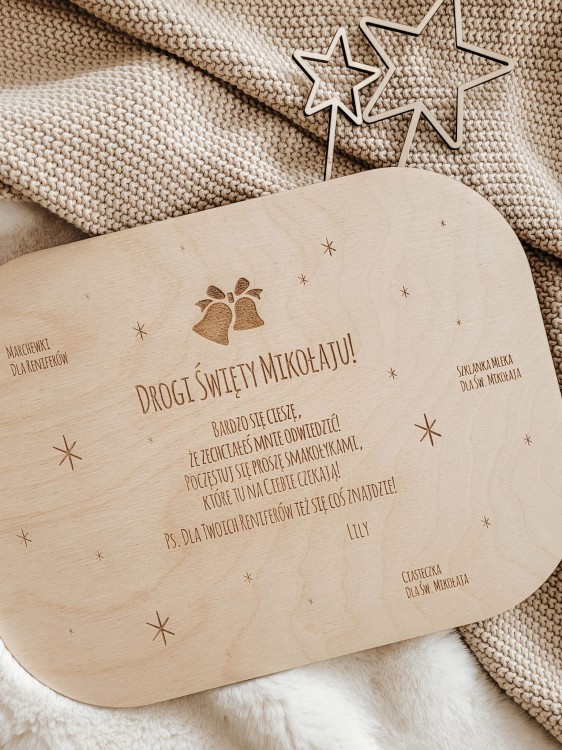 Marchewki
Dla Reniferów
Drogi Święty Mikołaju!
Szklanka Mleka
Dla Św. Mikołaja
Bardzo się cieszę,
że zechciałeś mnie odwiedzić!
Poczęstuj się proszę smakołykami,
które tu na Ciebie czekają!
Ps. Dla Twoich Reniferów też się coś znajdzie!
Lily
Ciasteczka
Dla Św. Mikołaja